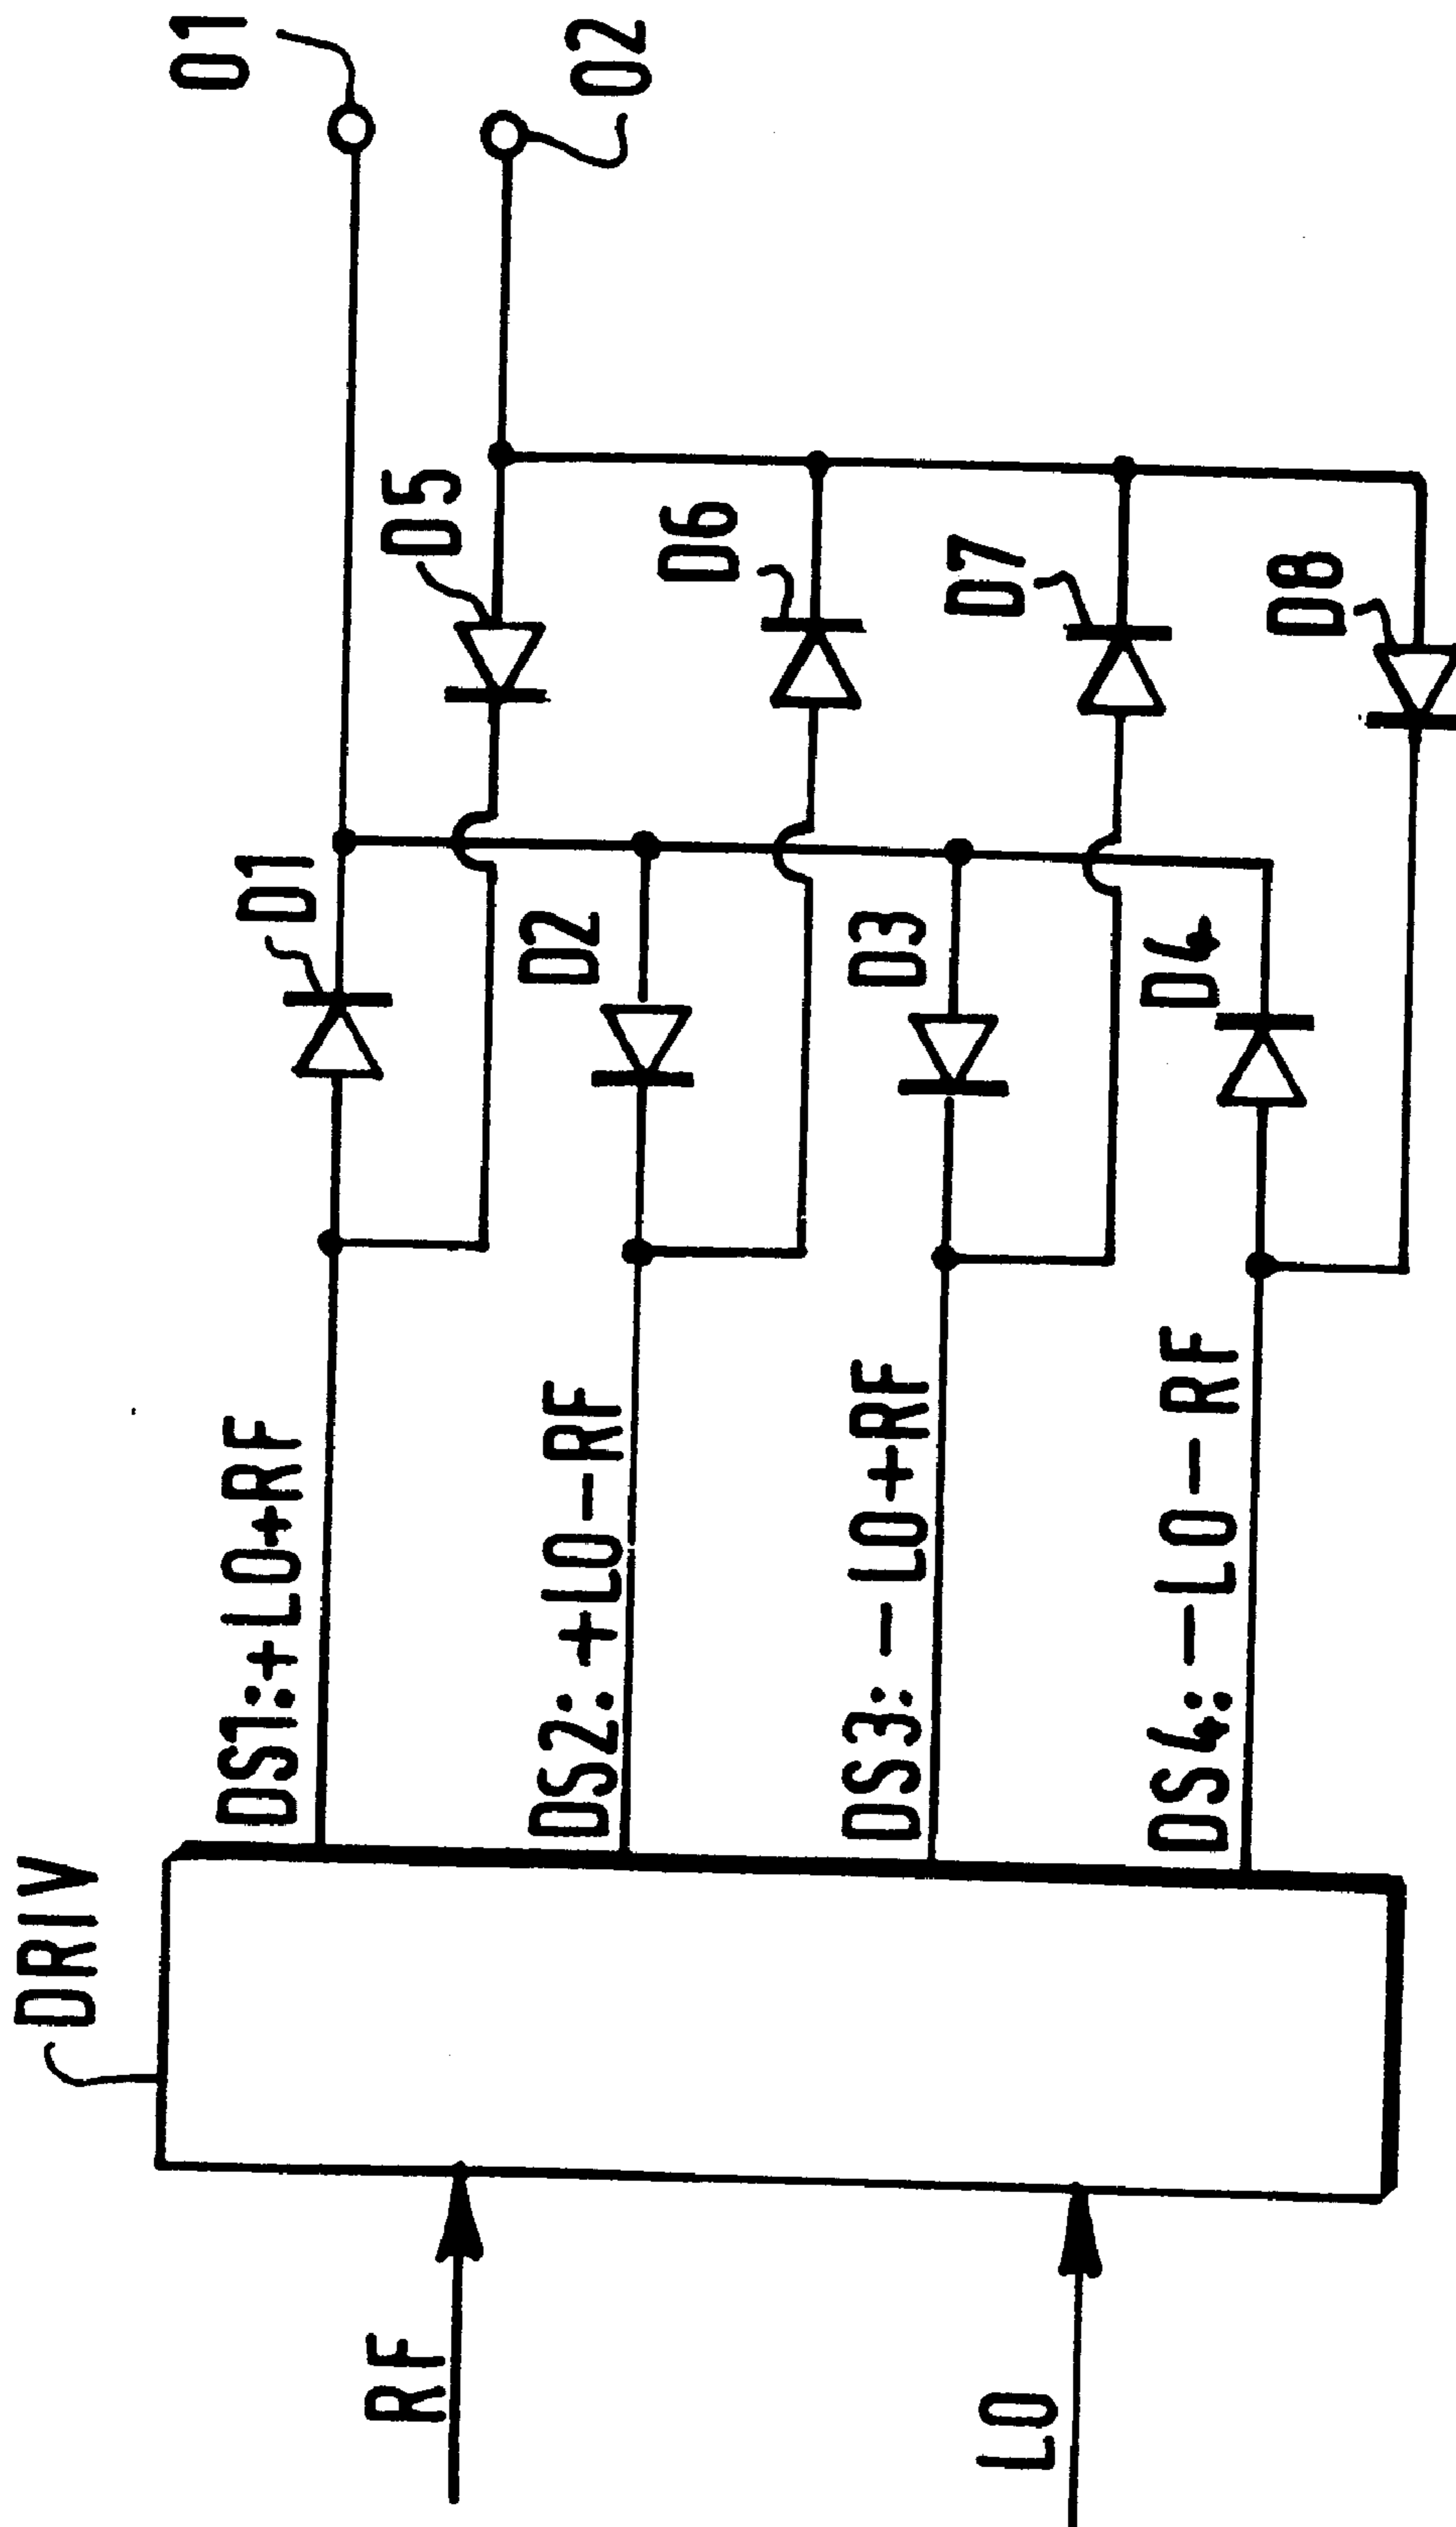 DRIV
RF
LO
DS1:+LO+RF
DS2: +LO-RF
DS3: -LO+RF
DS4: -LO-RF
D1
D2
D3
D4
D5
D6
D7
D8
O1
O2